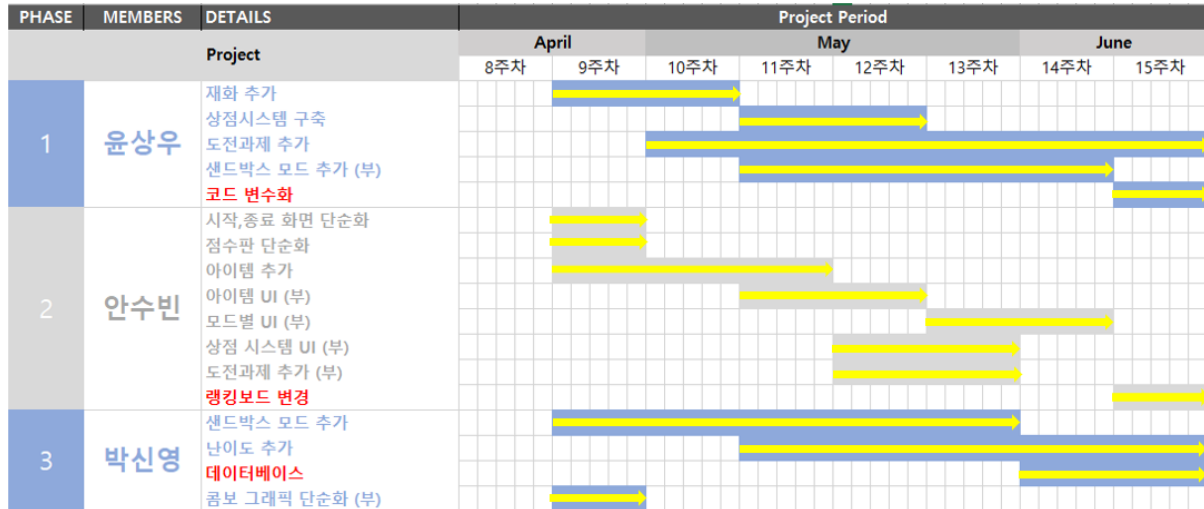 PHASE MEMBERS DETAILS Project Period
Project April May June
8주차 9주차 10주차 11주차 12주차 13주차 14주차 15주차
1 윤상우
재화 추가
상점시스템 구축
도전과제 추가
샌드박스 모드 추가 (부)
코드 변수화
2 안수빈
시작,종료 화면 단순화
점수판 단순화
아이템 추가
아이템 UI (부)
모드별 UI (부)
상점 시스템 UI (부)
도전과제 추가 (부)
랭킹보드 변경
3 박신영
샌드박스 모드 추가
난이도 추가
데이터베이스
콤보 그래픽 단순화 (부)